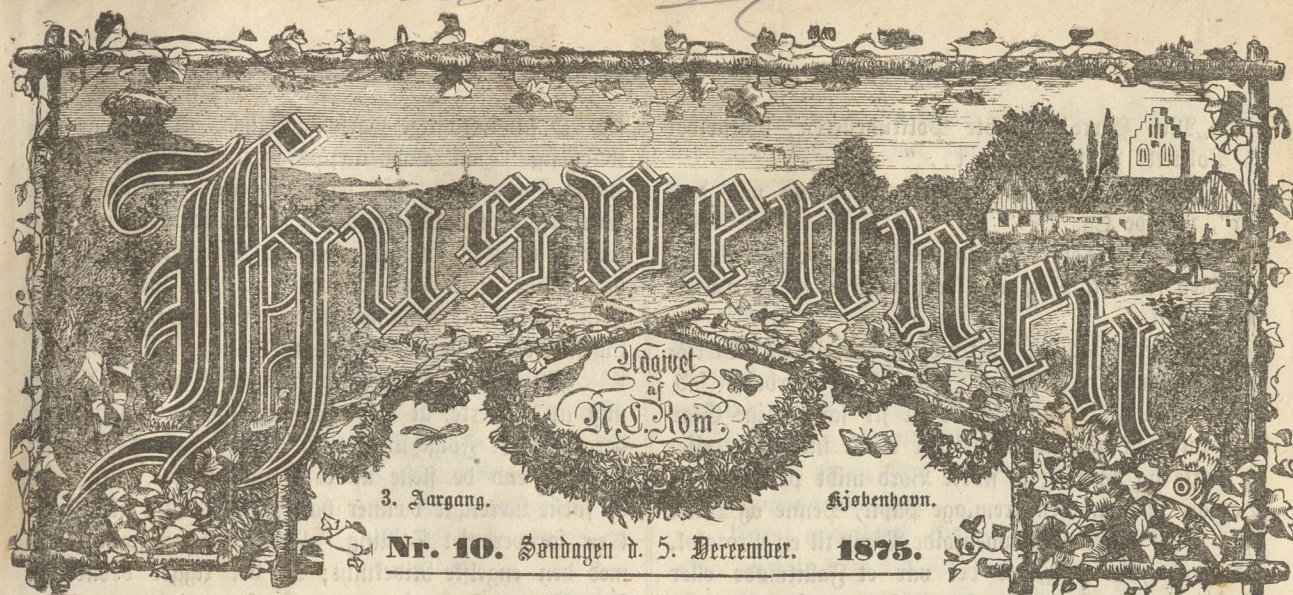 Husvennen
Udgivet
af
N. C. Rom.
3. Aargang.
Kjøbenhavn.
Nr. 10. Søndagen d. 5. December. 1875.